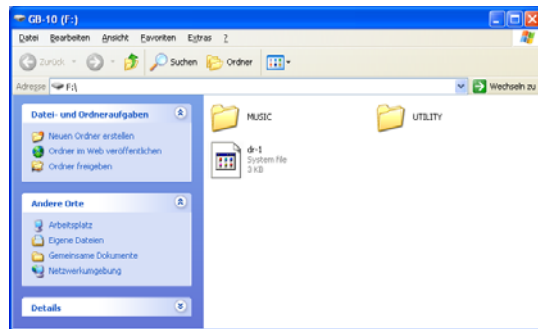 GB-10 (F:)
Datei Bearbeiten Ansicht Favoriten Extras ?
Zurück Suchen Ordner
Adresse F:\ Wechseln zu
Datei- und Ordneraufgaben
Neuen Ordner erstellen
Ordner im Web veröffentlichen
Ordner freigeben
Andere Orte
Arbeitsplatz
Eigene Dateien
Gemeinsame Dokumente
Netzwerkumgebung
Details
MUSIC
UTILITY
dr-1
System file
3 KB